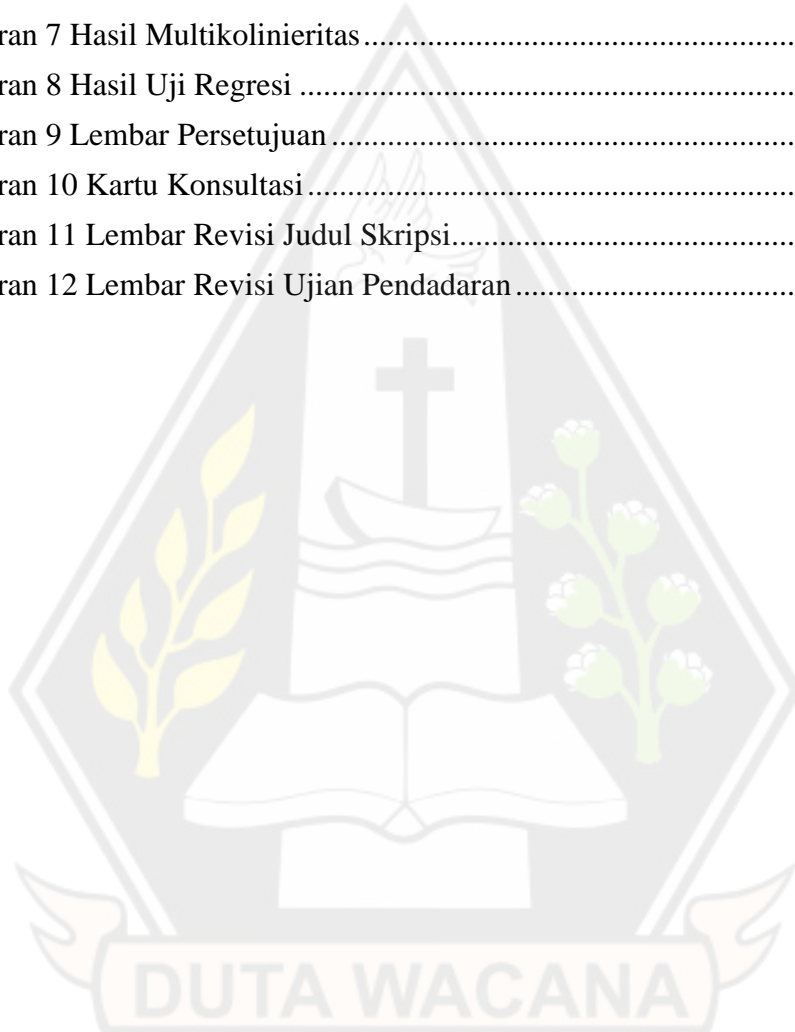 ran 7 Hasil Multikolinieritas.......................................................
ran 8 Hasil Uji Regresi ..............................................................
ran 9 Lembar Persetujuan ..........................................................
ran 10 Kartu Konsultasi.............................................................
ran 11 Lembar Revisi Judul Skripsi...........................................
ran 12 Lembar Revisi Ujian Pendadaran ...................................
DUTA WACANA